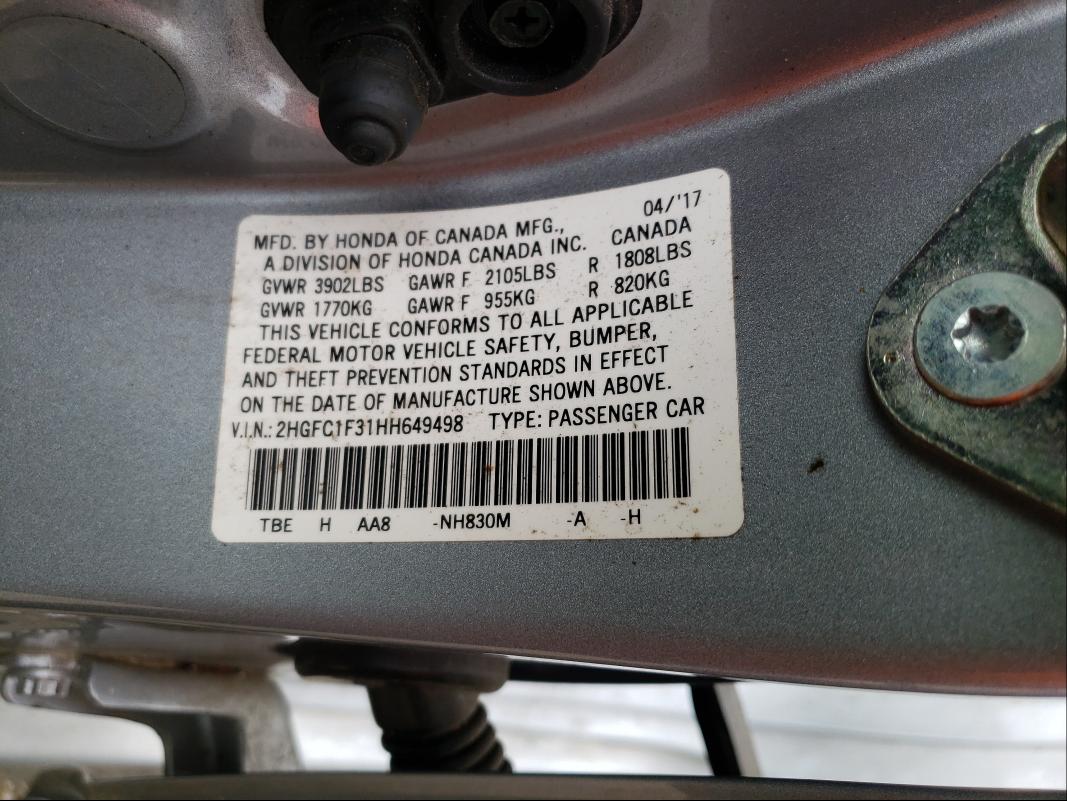 04/'17
MFD. BY HONDA OF CANADA MFG.,
A DIVISION OF HONDA CANADA INC. CANADA
GVWR 3902LBS GAWR F 2105LBS R 1808LBS
GVWR 1770KG GAWR F 955KG R 820KG
THIS VEHICLE CONFORMS TO ALL APPLICABLE
FEDERAL MOTOR VEHICLE SAFETY, BUMPER,
AND THEFT PREVENTION STANDARDS IN EFFECT
ON THE DATE OF MANUFACTURE SHOWN ABOVE.
V.I.N.: 2HGFC1F31HH649498 TYPE: PASSENGER CAR
TBE H AA8 -NH830M -A -H